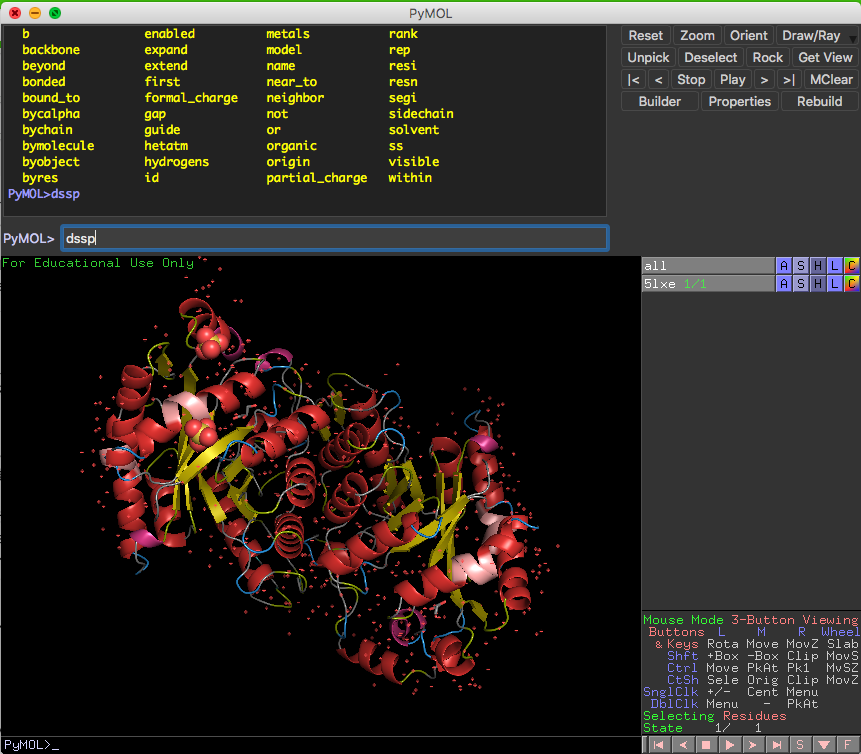 PyMOL
b enabled metals rank
backbone expand model rep
beyond extend name resi
bonded first near_to resn
bound_to formal_charge neighbor segi
bycalpha gap not sidechain
bychain guide or solvent
bymolecule hetatm organic ss
byobject hydrogens origin visible
byres id partial_charge within
PyMOL>dssp
PyMOL> dssp
Reset Zoom Orient Draw/Ray
Unpick Deselect Rock Get View
|< < Stop Play > >| MClear
Builder Properties Rebuild
For Educational Use Only
all A S H L C
5lxe 1/1 A S H L C
Mouse Mode 3-Button Viewing
Buttons L M R Wheel
& Keys Rota Move MovZ Slab
Shft +Box -Box Clip MovS
Ctrl Move PkAt Pk1 MvSZ
CtSh Sele Orig Clip MovZ
SnglClk +/- Cent Menu
DblClk Menu - PkAt
Selecting Residues
State 1/ 1
PyMOL>_
S F